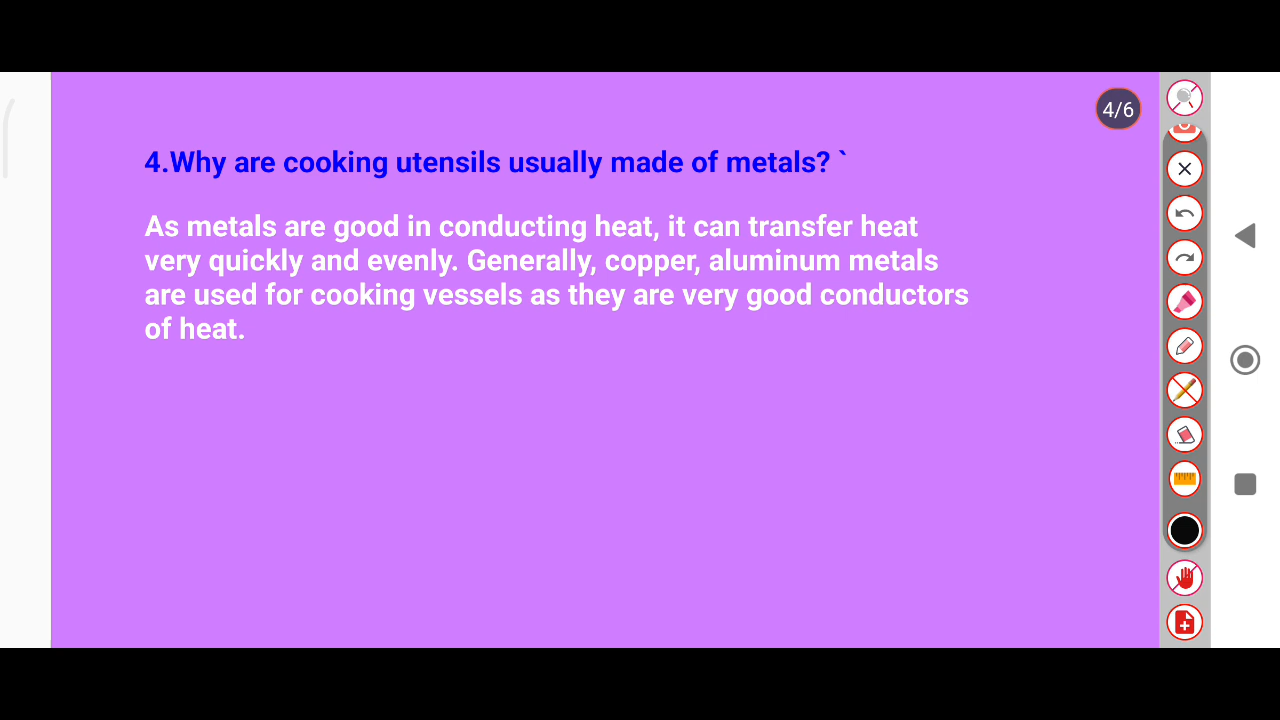 4/6
4.Why are cooking utensils usually made of metals? `
As metals are good in conducting heat, it can transfer heat
very quickly and evenly. Generally, copper, aluminum metals
are used for cooking vessels as they are very good conductors
of heat.